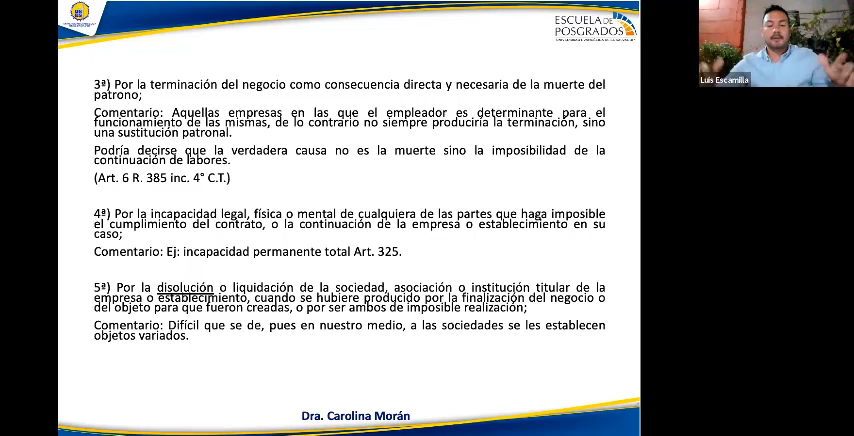 ESCUELA DE
POSGRADOS
Luis Escamilla
3ª) Por la terminación del negocio como consecuencia directa y necesaria de la muerte del
patrono;
Comentario: Aquellas empresas en las que el empleador es determinante para el
funcionamiento de las mismas, de lo contrario no siempre produciría la terminación, sino
una sustitución patronal.
Podría decirse que la verdadera causa no es la muerte sino la imposibilidad de la
continuación de labores.
(Art. 6 R. 385 inc. 4° C.T.)
4ª) Por la incapacidad legal, física o mental de cualquiera de las partes que haga imposible
el cumplimiento del contrato, o la continuación de la empresa o establecimiento en su
caso;
Comentario: Ej: incapacidad permanente total Art. 325.
5ª) Por la disolución o liquidación de la sociedad, asociación o institución titular de la
empresa o establecimiento, cuando se hubiere producido por la finalización del negocio o
del objeto para que fueron creadas, o por ser ambos de imposible realización;
Comentario: Difícil que se de, pues en nuestro medio, a las sociedades se les establecen
objetos variados.
Dra. Carolina Morán